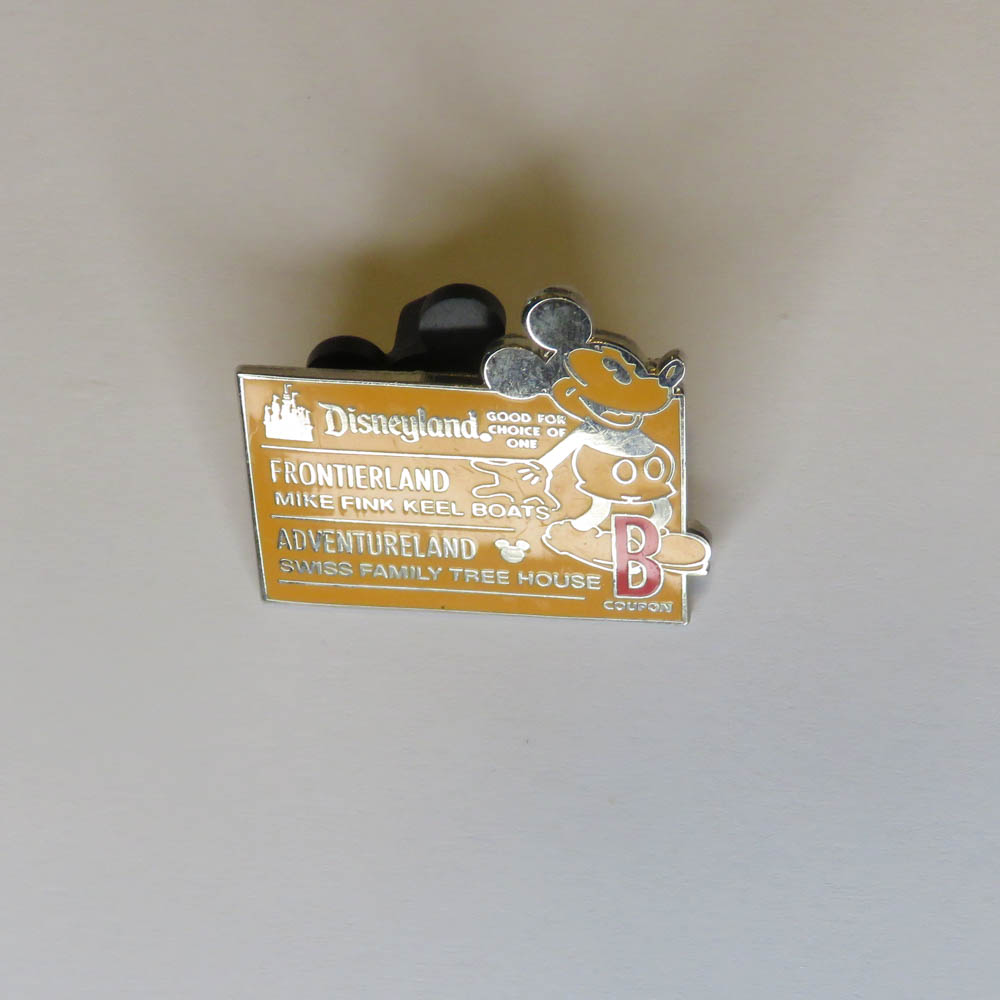 Disneyland.
GOOD FOR
CHOICE OF
ONE
FRONTIERLAND
MIKE FINK KEEL BOATS
ADVENTURELAND
SWISS FAMILY TREE HOUSE
B
COUPON